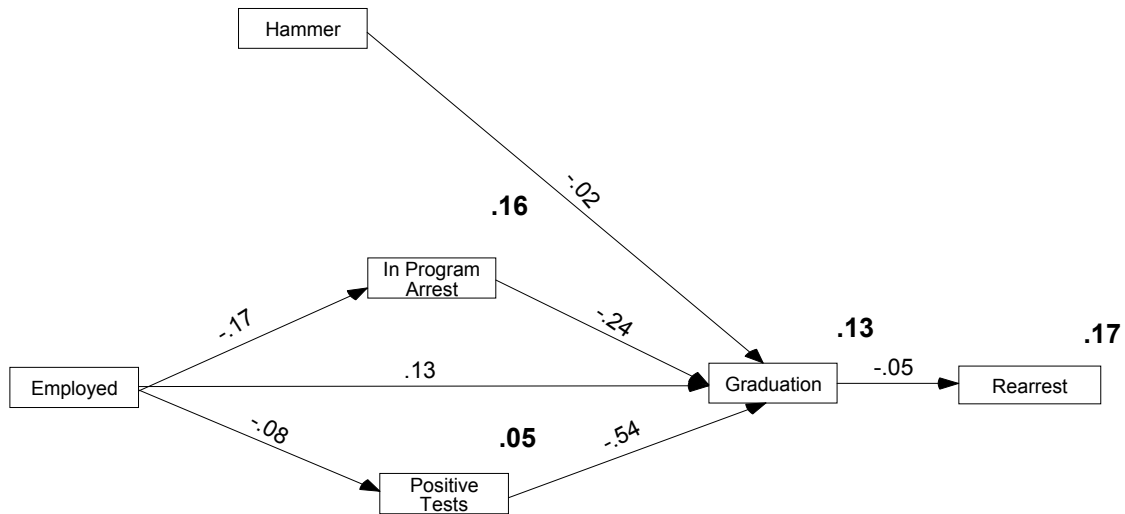 Hammer
-.02
.16
In Program
Arrest
-.17
-.24
.13
.17
Employed
.13
Graduation
-.05
Rearrest
-.08
.05
-.54
Positive
Tests